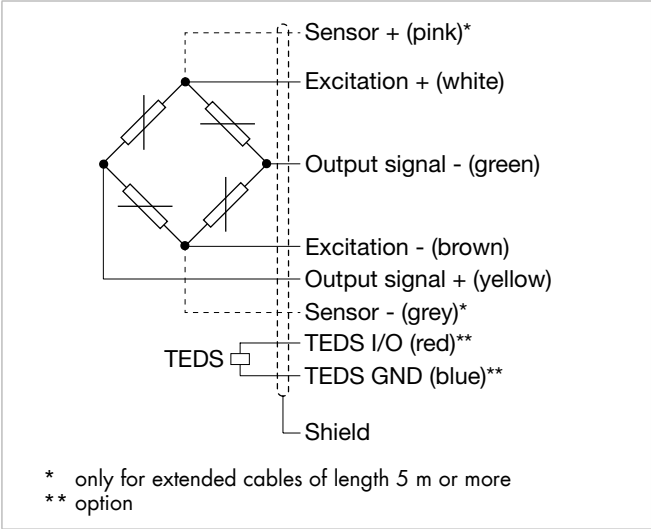 Sensor + (pink)*
Excitation + (white)
Output signal - (green)
Excitation - (brown)
Output signal + (yellow)
Sensor - (grey)*
TEDS I/O (red)**
TEDS
TEDS GND (blue)**
Shield
* only for extended cables of length 5 m or more
** option